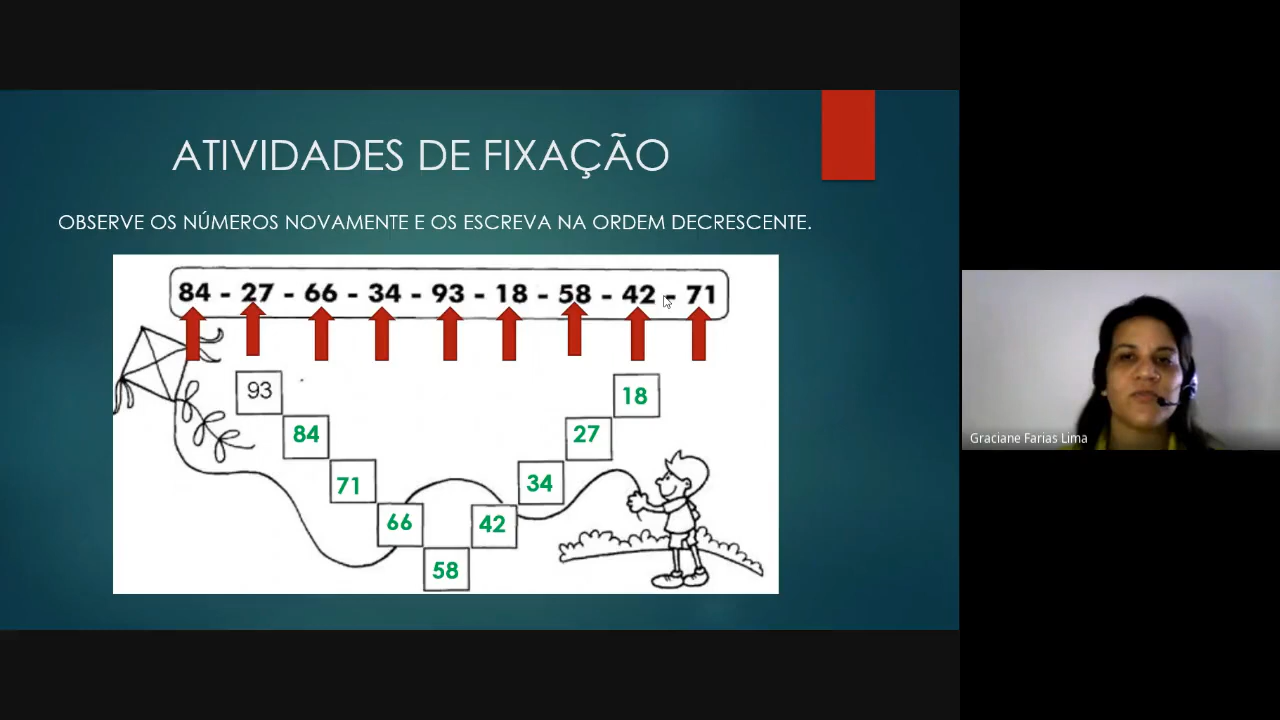 ATIVIDADES DE FIXAÇÃO
OBSERVE OS NÚMEROS NOVAMENTE E OS ESCREVA NA ORDEM DECRESCENTE.
84 - 27 - 66 - 34 - 93 - 18 - 58 - 42 - 71
93
84
71
66
58
42
34
27
18
Graciane Farias Lima